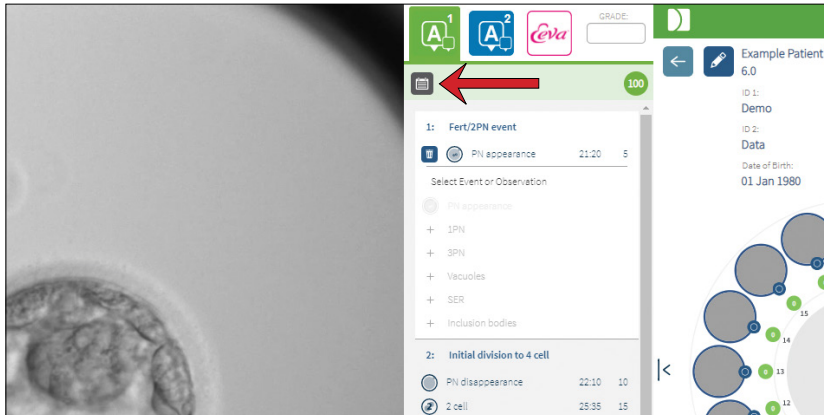 A 1
A 2
Eeva
GRADE:
100
1: Fert/2PN event
PN appearance 21:20 5
Select Event or Observation
PN appearance
+ 1PN
+ 3PN
+ Vacuoles
+ SER
+ Inclusion bodies
2: Initial division to 4 cell
PN disappearance 22:10 10
2 cell 25:35 15
Example Patient
6.0
ID 1:
Demo
ID 2:
Data
Date of Birth:
01 Jan 1980
15
0
14
0
13
0
12